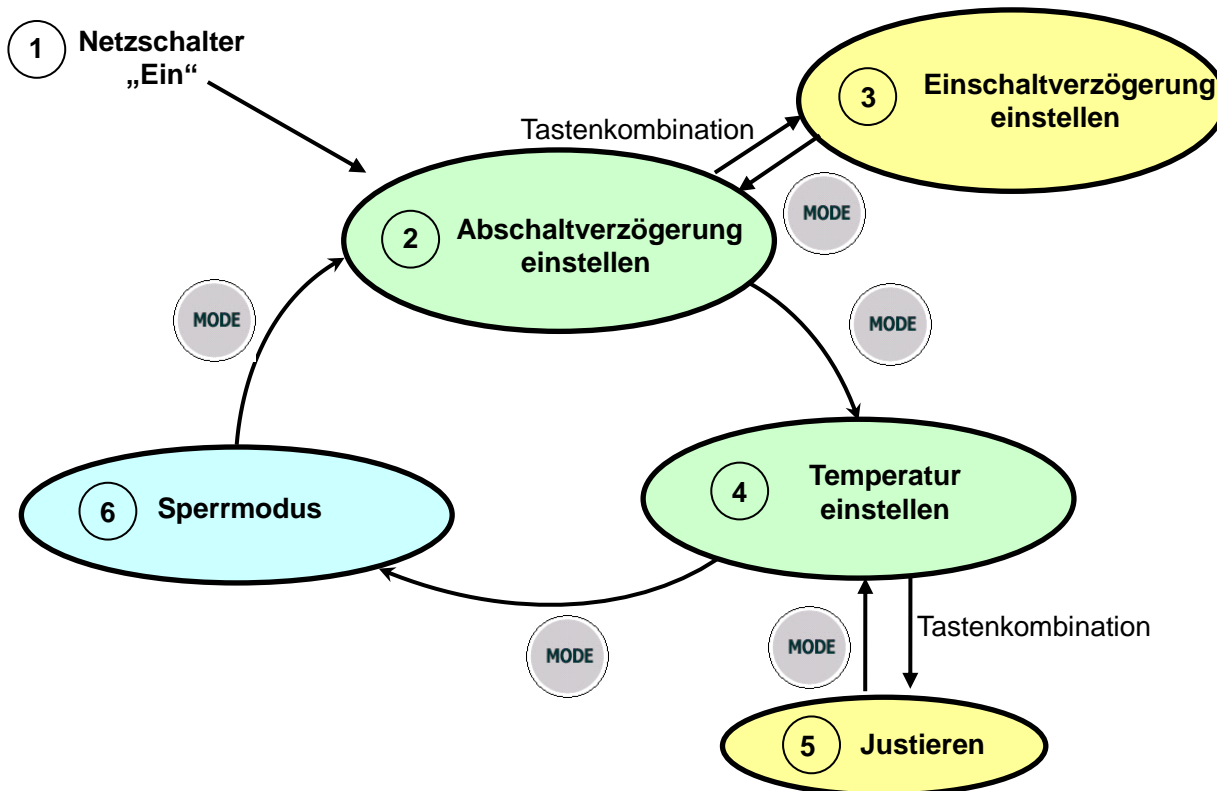 1
Netzschalter
„Ein“
3
Einschaltverzögerung
einstellen
Tastenkombination
MODE
2
Abschaltverzögerung
einstellen
MODE
MODE
4
Temperatur
einstellen
6
Sperrmodus
MODE
MODE
Tastenkombination
5
Justieren